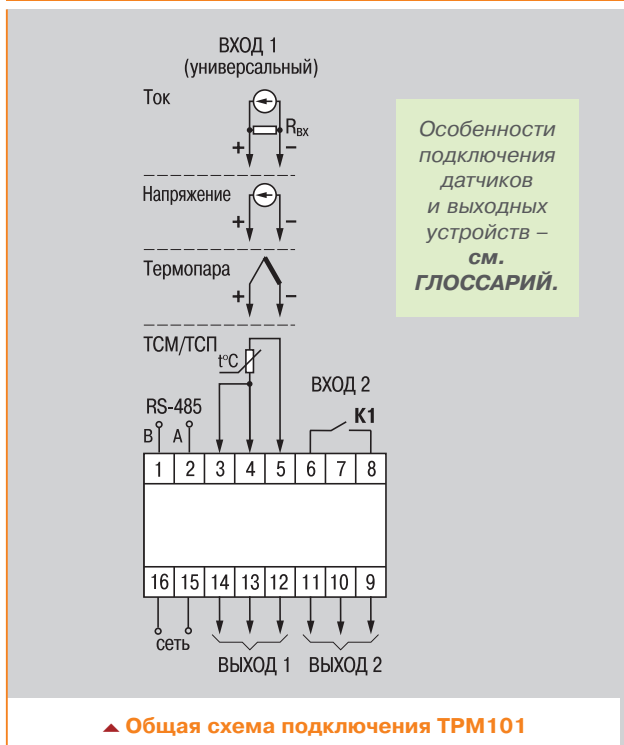 ВХОД 1
(универсальный)
Ток
Rвх
+ −
Напряжение
+ −
Термопара
+ −
ТСМ/ТСП
t°C
ВХОД 2
RS-485
K1
B A
1 2 3 4 5 6 7 8
16 15 14 13 12 11 10 9
сеть
ВЫХОД 1 ВЫХОД 2
Особенности
подключения
датчиков
и выходных
устройств –
см.
ГЛОССАРИЙ.
Общая схема подключения ТРМ101